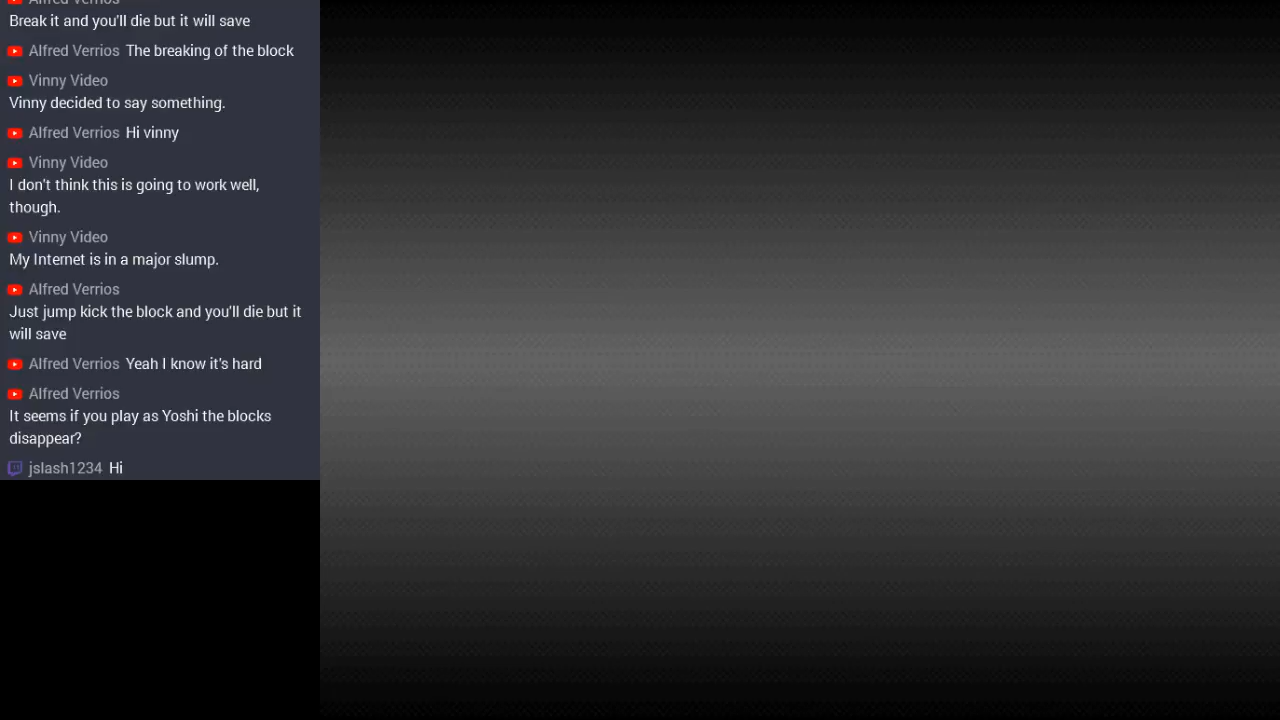 Alfred Verrios
Break it and you'll die but it will save
Alfred Verrios The breaking of the block
Vinny Video
Vinny decided to say something.
Alfred Verrios Hi vinny
Vinny Video
I don't think this is going to work well,
though.
Vinny Video
My Internet is in a major slump.
Alfred Verrios
Just jump kick the block and you'll die but it
will save
Alfred Verrios Yeah I know it's hard
Alfred Verrios
It seems if you play as Yoshi the blocks
disappear?
jslash1234 Hi